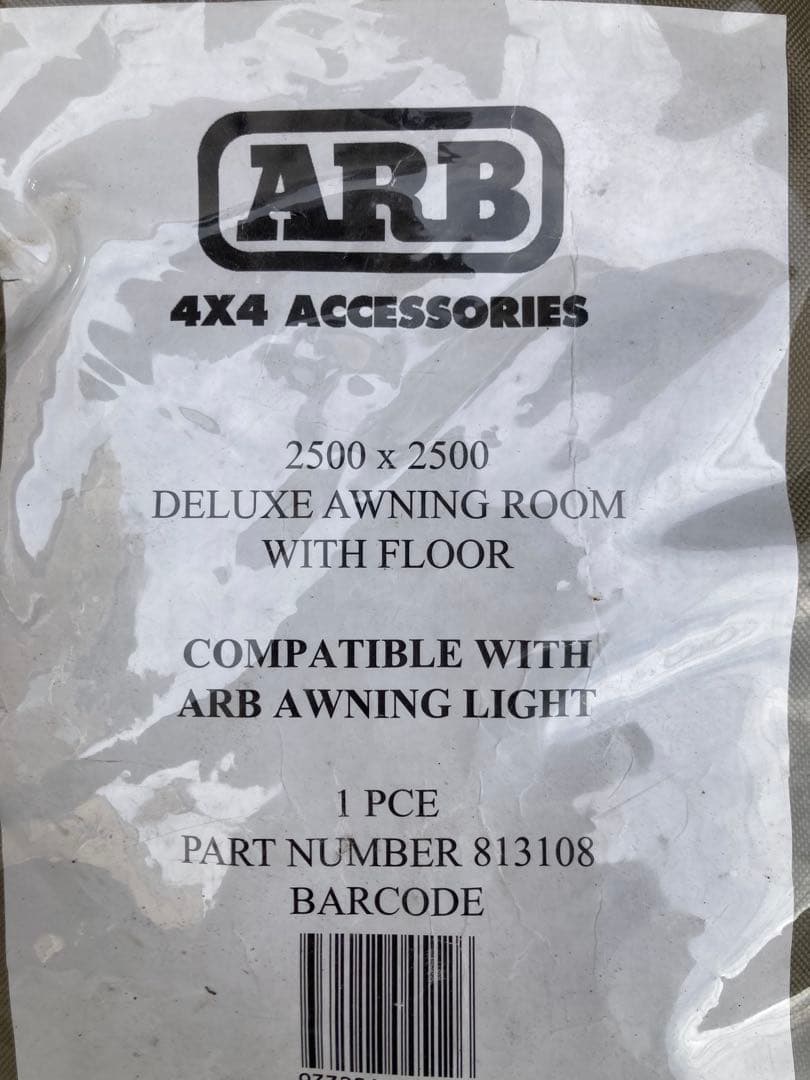 ARB
4X4 ACCESSORIES
2500 x 2500
DELUXE AWNING ROOM
WITH FLOOR
COMPATIBLE WITH
ARB AWNING LIGHT
1 PCE
PART NUMBER 813108
BARCODE